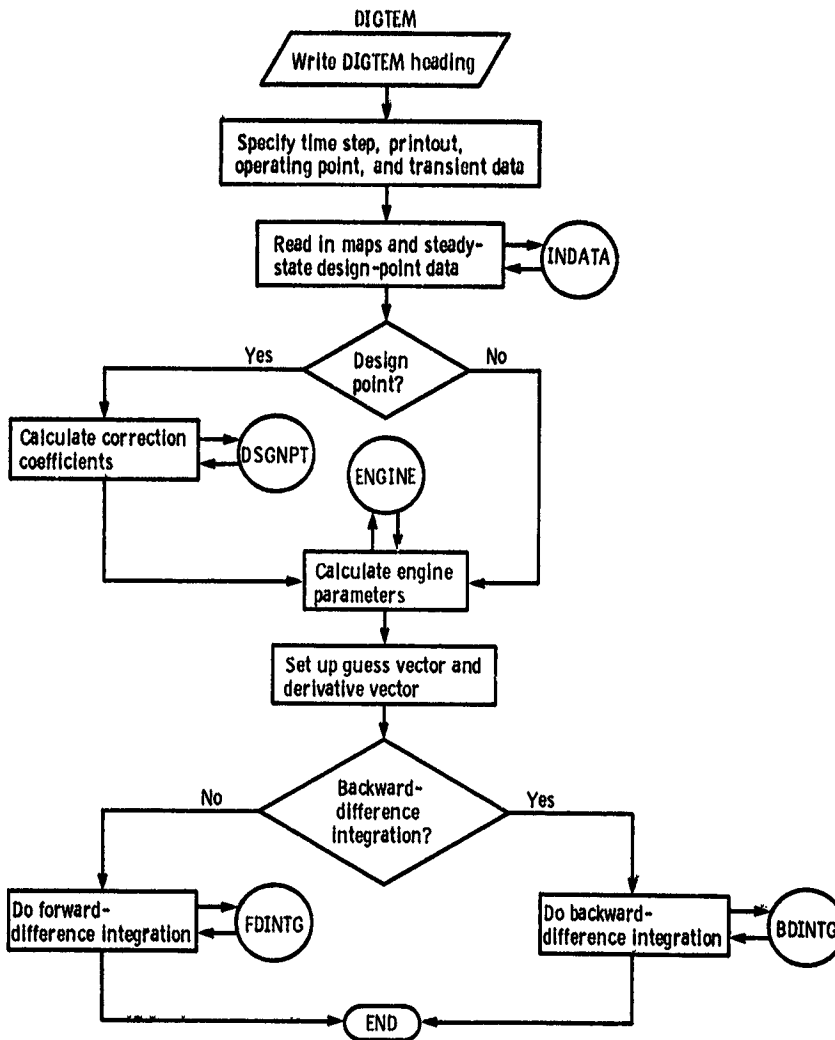 DIGTEM
Write DIGTEM heading
Specify time step, printout,
operating point, and transient data
Read in maps and steady-
state design-point data
INDATA
Yes
Design
point?
No
Calculate correction
coefficients
DSGNPT
ENGINE
Calculate engine
parameters
Set up guess vector and
derivative vector
No
Backward-
difference
integration?
Yes
Do forward-
difference integration
FDINTG
Do backward-
difference integration
BDINTG
END